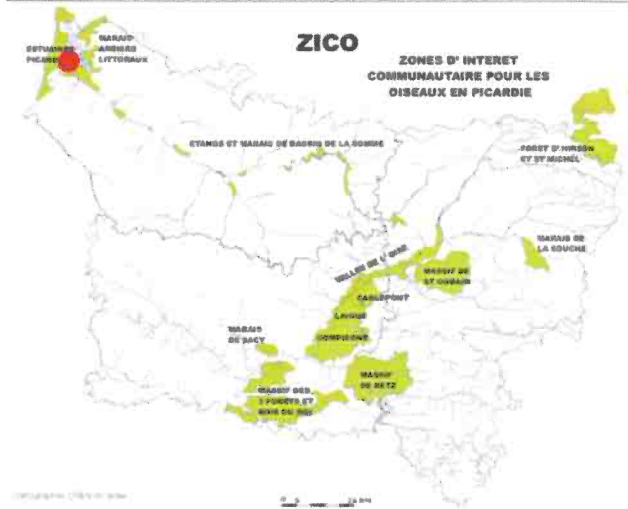 ZICO
ZONES D' INTERET
COMMUNAUTAIRE POUR LES
OISEAUX EN PICARDIE
ESTUAIRES
PICARD
MARAIS
ARRIERE
LITTORAUX
ETANGS ET MARAIS DU BASSIN DE LA SOMME
FORET D' HIRSON
ET ST MICHEL
MARAIS DE
LA SOUCHE
VALLEE DE L' OISE
MASSIF DE
ST GOBAIN
CARLEPONT
LAIGUE
COMPIEGNE
MARAIS
DE SACY
MASSIF
DE RETZ
MASSIF DES
3 FORETS ET
BOIS DU ROI